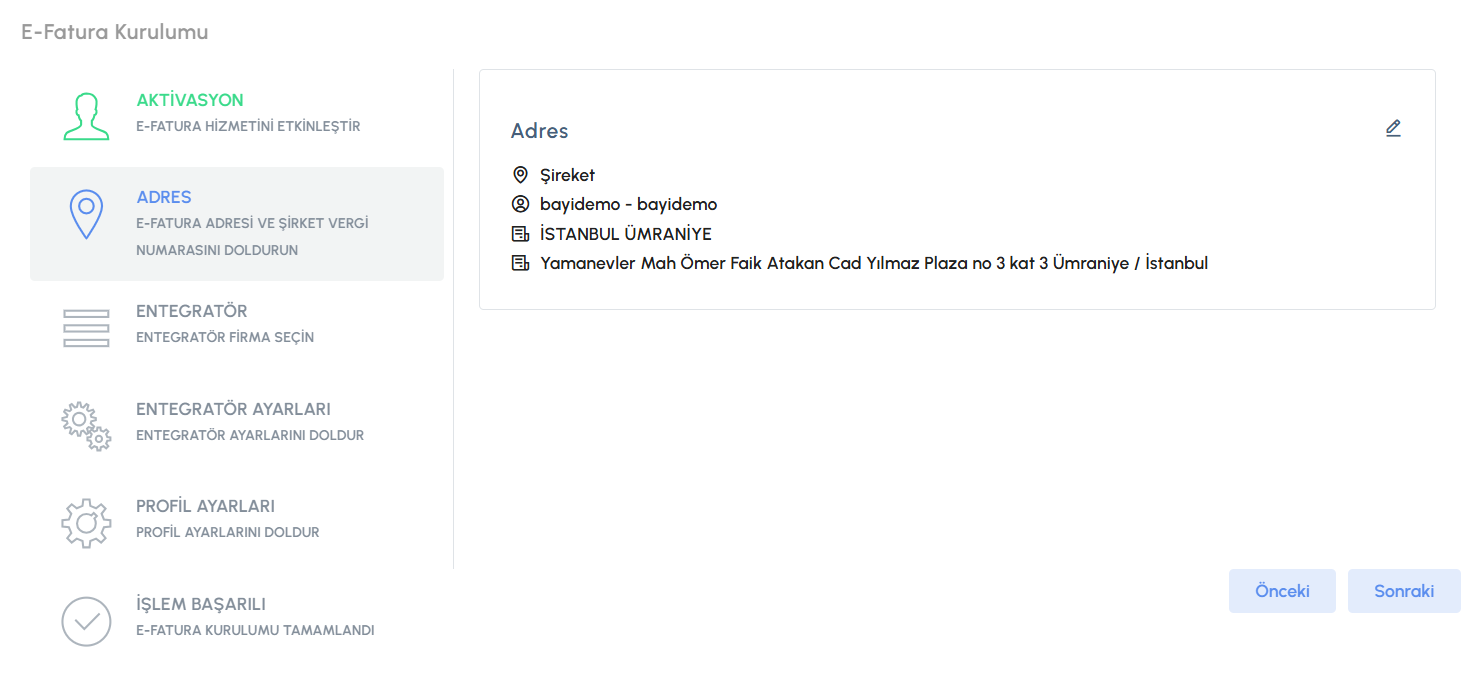 E-Fatura Kurulumu
AKTİVASYON
E-FATURA HİZMETİNİ ETKİNLEŞTİR
ADRES
E-FATURA ADRESİ VE ŞİRKET VERGİ
NUMARASINI DOLDURUN
ENTEGRATÖR
ENTEGRATÖR FİRMA SEÇİN
ENTEGRATÖR AYARLARI
ENTEGRATÖR AYARLARINI DOLDUR
PROFİL AYARLARI
PROFİL AYARLARINI DOLDUR
İŞLEM BAŞARILI
E-FATURA KURULUMU TAMAMLANDI
Adres
Şireket
bayidemo - bayidemo
İSTANBUL ÜMRANİYE
Yamanevler Mah Ömer Faik Atakan Cad Yılmaz Plaza no 3 kat 3 Ümraniye / İstanbul
Önceki
Sonraki